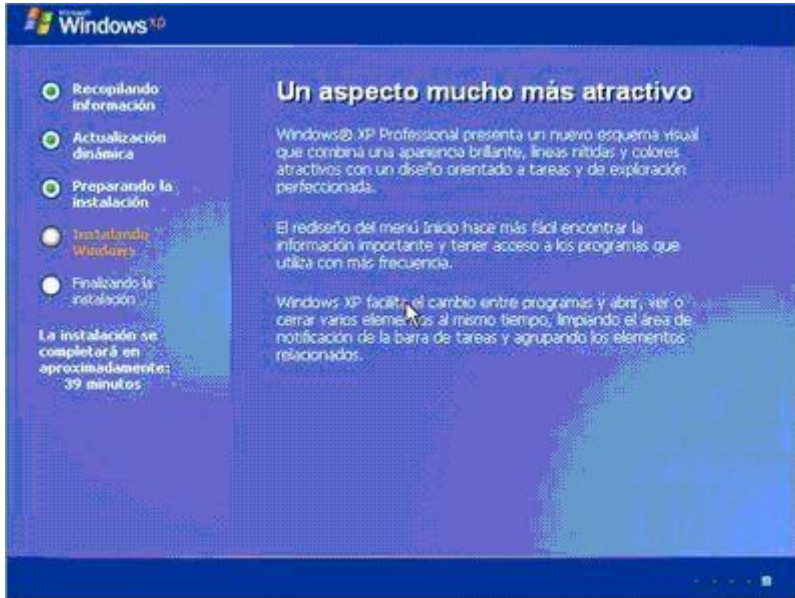 Microsoft
Windows xp
Recopilando
información
Actualización
dinámica
Preparando la
instalación
Instalando
Windows
Finalizando la
instalación
La instalación se
completará en
aproximadamente:
39 minutos
Un aspecto mucho más atractivo
Windows® XP Professional presenta un nuevo esquema visual
que combina una apariencia brillante, líneas nítidas y colores
atractivos con un diseño orientado a tareas y de exploración
perfeccionada.
El rediseño del menú Inicio hace más fácil encontrar la
información importante y tener acceso a los programas que
utiliza con más frecuencia.
Windows XP facilita el cambio entre programas y abrir, ver o
cerrar varios elementos al mismo tiempo, limpiando el área de
notificación de la barra de tareas y agrupando los elementos
relacionados.